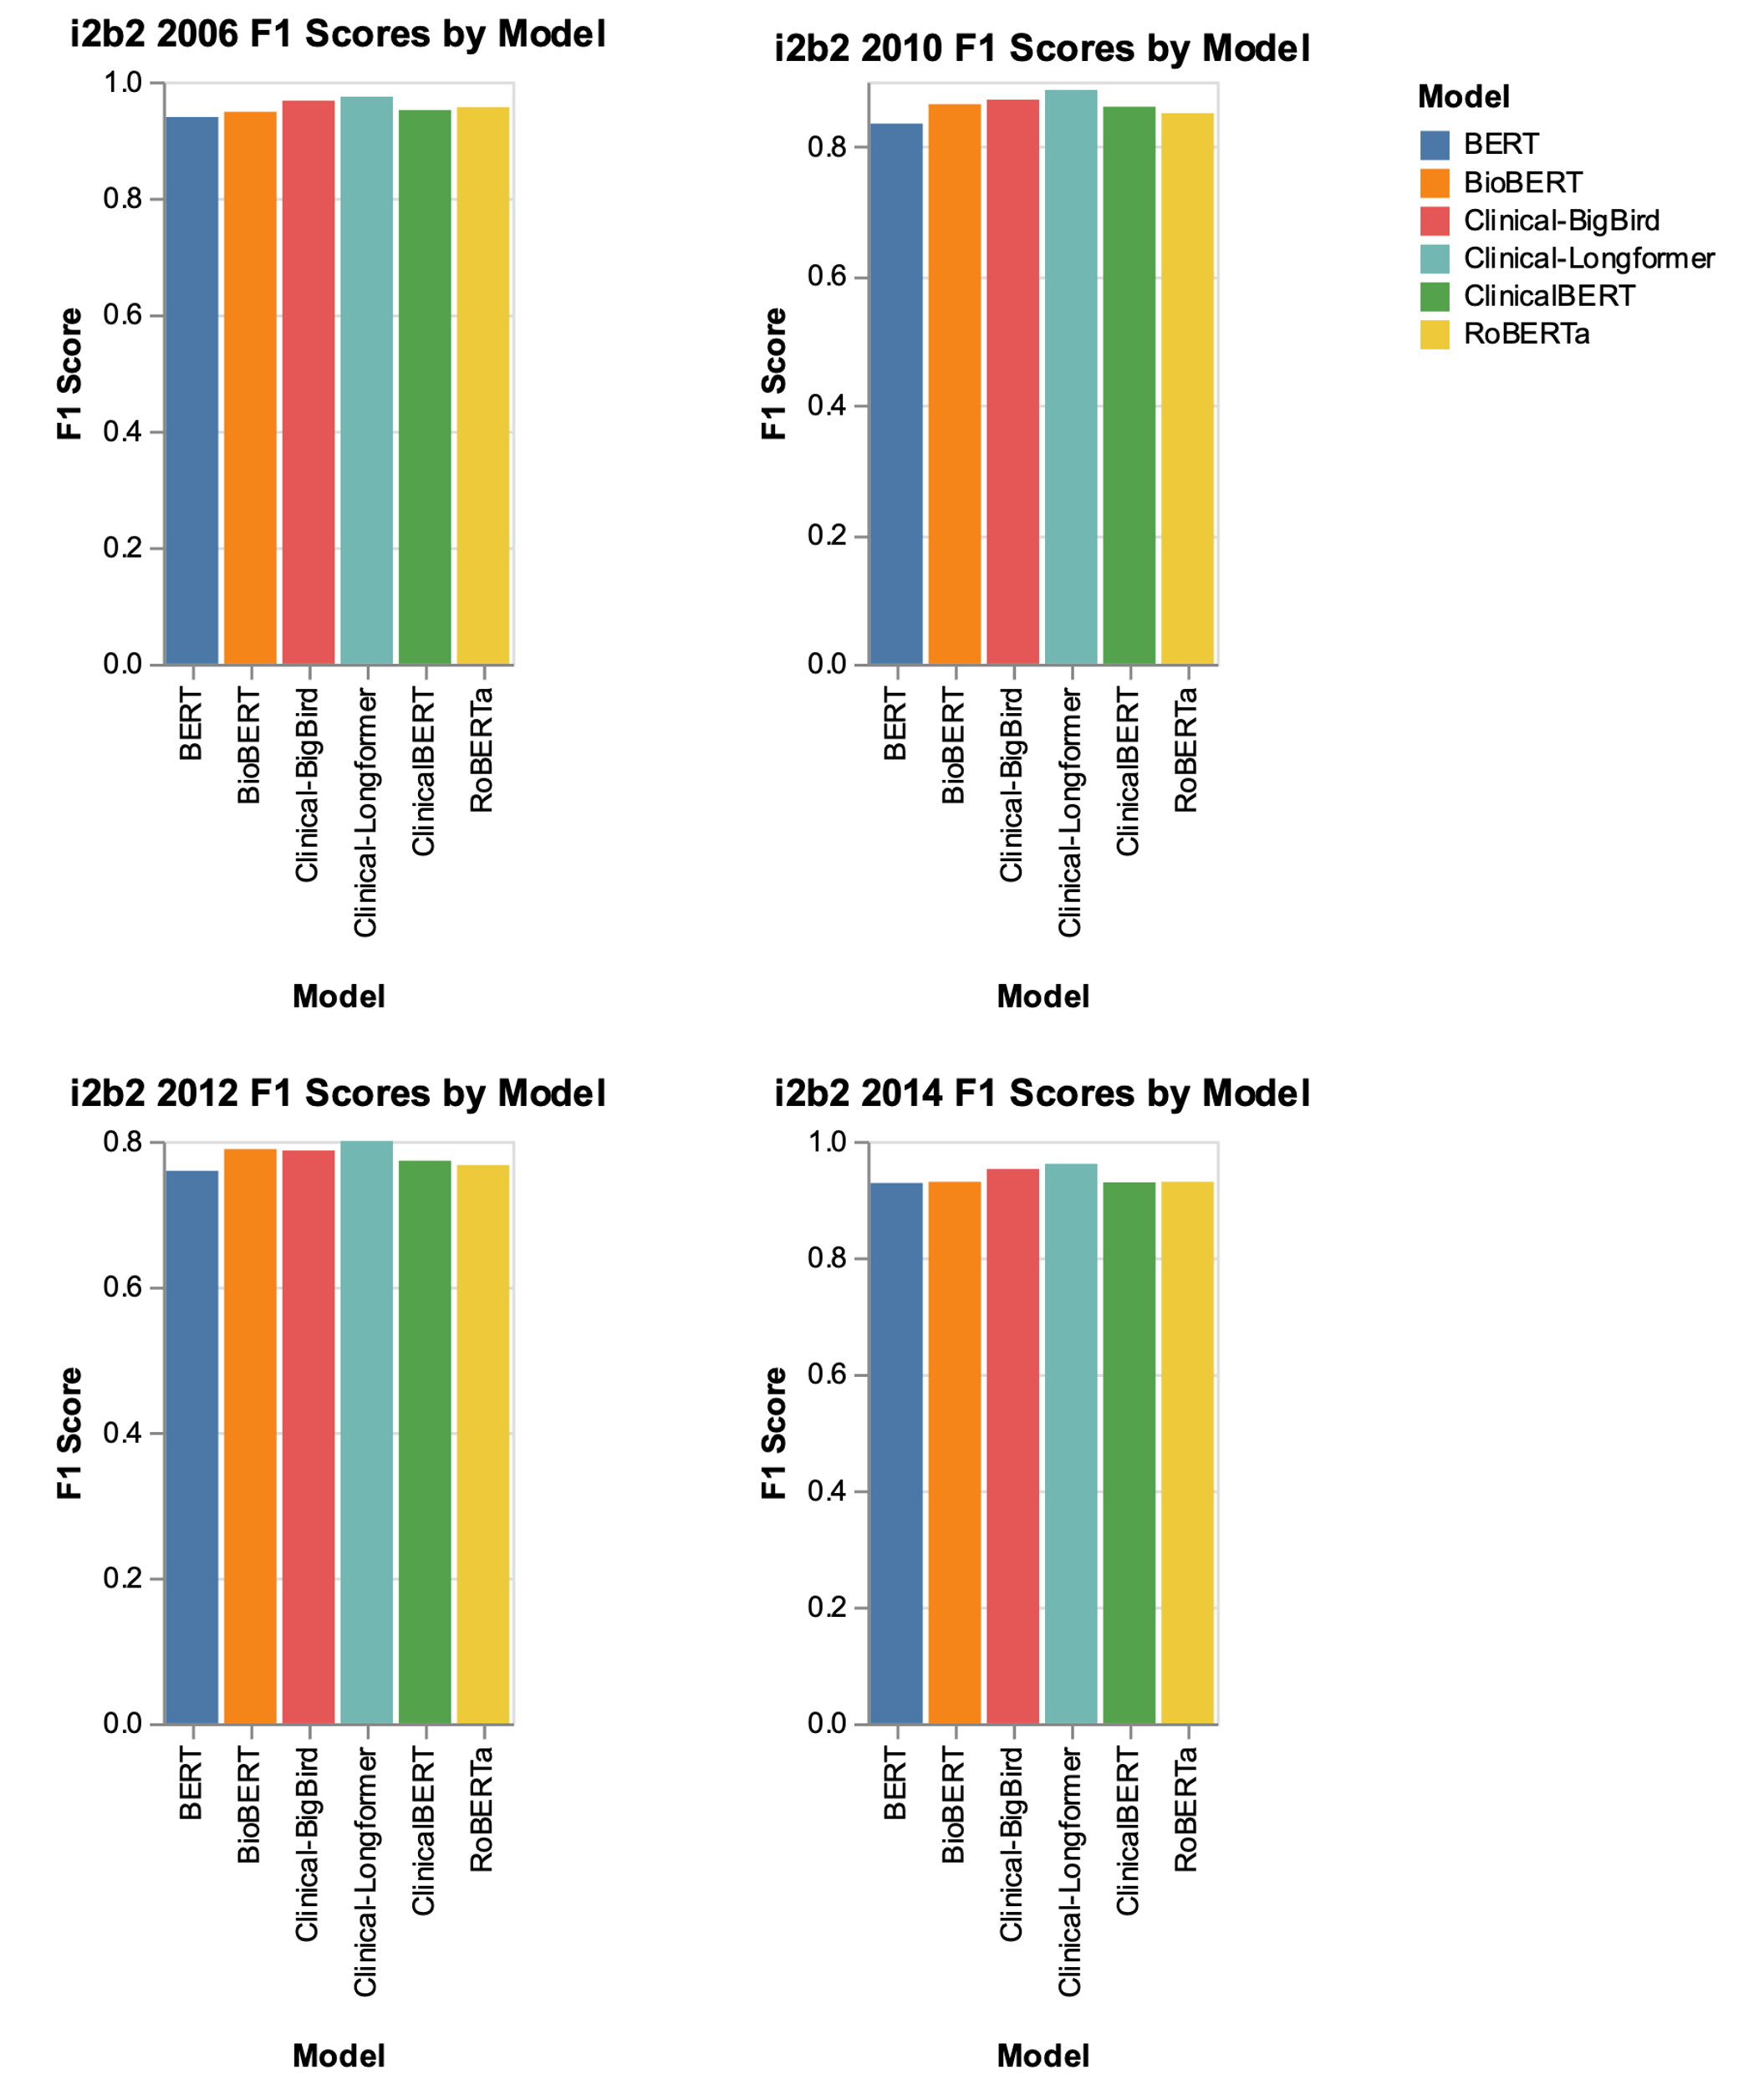 i2b2 2006 F1 Scores by Model
1.0
0.8
0.6
0.4
0.2
0.0
F1 Score
BERT
BioBERT
Clinical-BigBird
Clinical-Longformer
ClinicalBERT
RoBERTa
Model
i2b2 2010 F1 Scores by Model
0.8
0.6
0.4
0.2
0.0
F1 Score
BERT
BioBERT
Clinical-BigBird
Clinical-Longformer
ClinicalBERT
RoBERTa
Model
Model
BERT
BioBERT
Clinical-BigBird
Clinical-Longformer
ClinicalBERT
RoBERTa
i2b2 2012 F1 Scores by Model
0.8
0.6
0.4
0.2
0.0
F1 Score
BERT
BioBERT
Clinical-BigBird
Clinical-Longformer
ClinicalBERT
RoBERTa
Model
i2b2 2014 F1 Scores by Model
1.0
0.8
0.6
0.4
0.2
0.0
F1 Score
BERT
BioBERT
Clinical-BigBird
Clinical-Longformer
ClinicalBERT
RoBERTa
Model